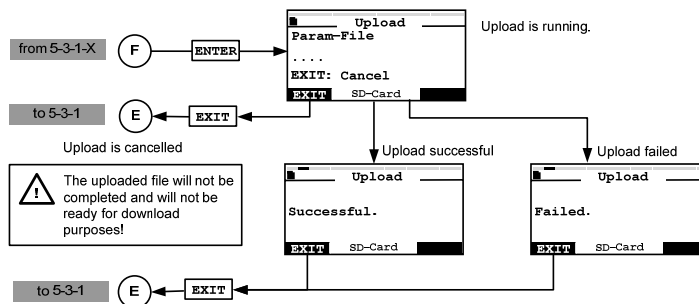 Upload
Upload is running.
Param-File
from 5-3-1-X
F
ENTER
....
EXIT: Cancel
EXIT SD-Card
to 5-3-1
E
EXIT
Upload is cancelled
Upload successful
Upload failed
! The uploaded file will not be
completed and will not be
ready for download
purposes!
Upload
Successful.
EXIT SD-Card
Upload
Failed.
EXIT SD-Card
to 5-3-1
E
EXIT